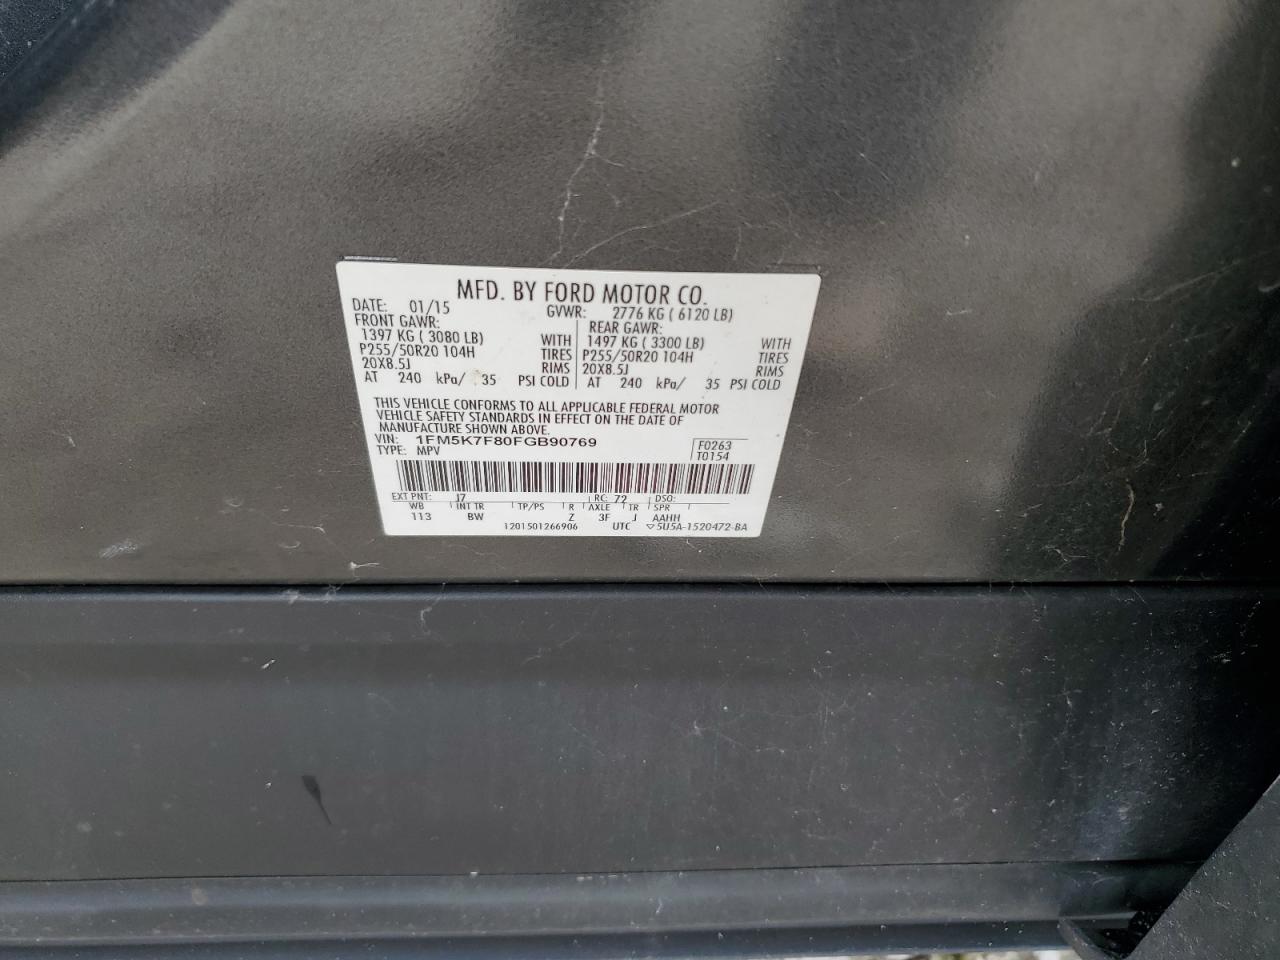 MFD. BY FORD MOTOR CO.
DATE: 01/15 GVWR: 2776 KG ( 6120 LB)
FRONT GAWR: REAR GAWR:
1397 KG ( 3080 LB) WITH 1497 KG ( 3300 LB) WITH
P255/50R20 104H TIRES P255/50R20 104H TIRES
20X8.5J RIMS 20X8.5J RIMS
AT 240 kPa/ 35 PSI COLD AT 240 kPa/ 35 PSI COLD
THIS VEHICLE CONFORMS TO ALL APPLICABLE FEDERAL MOTOR
VEHICLE SAFETY STANDARDS IN EFFECT ON THE DATE OF
MANUFACTURE SHOWN ABOVE.
VIN: 1FM5K7F80FGB90769 F0263
TYPE: MPV T0154
EXT PNT: J7 RC: 72 DSO:
WB INT TR TP/PS R AXLE TR SPR
113 BW Z 3F J AAHH
1201501266906 UTC ▽5U5A-1520472-BA